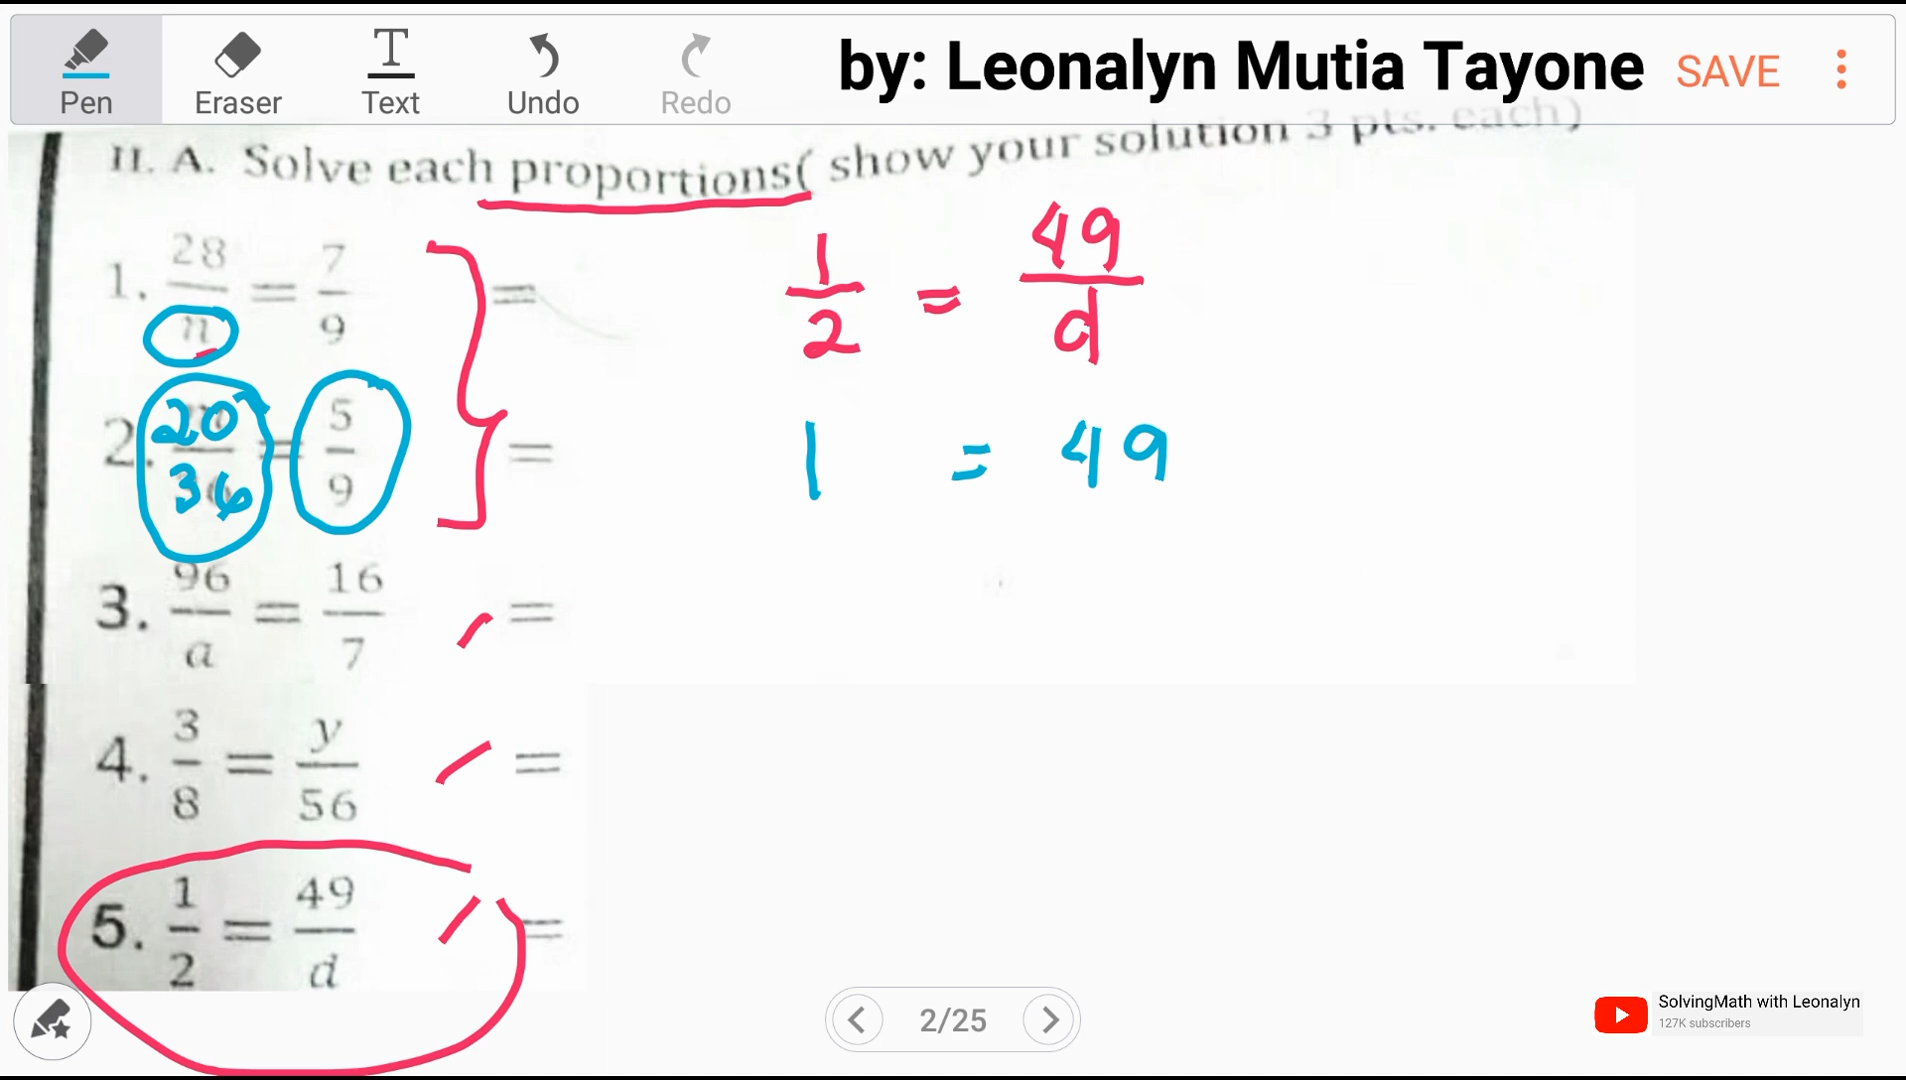 Pen Eraser Text Undo Redo by: Leonalyn Mutia Tayone SAVE
II. A. Solve each proportions( show your solution 3 pts. each)
1. 28/n = 7/9 =
2. 20/36 = 5/9 =
3. 96/a = 16/7 =
4. 3/8 = y/56 =
5. 1/2 = 49/d =
1/2 = 49/d
1 = 49
2/25
SolvingMath with Leonalyn
127K subscribers